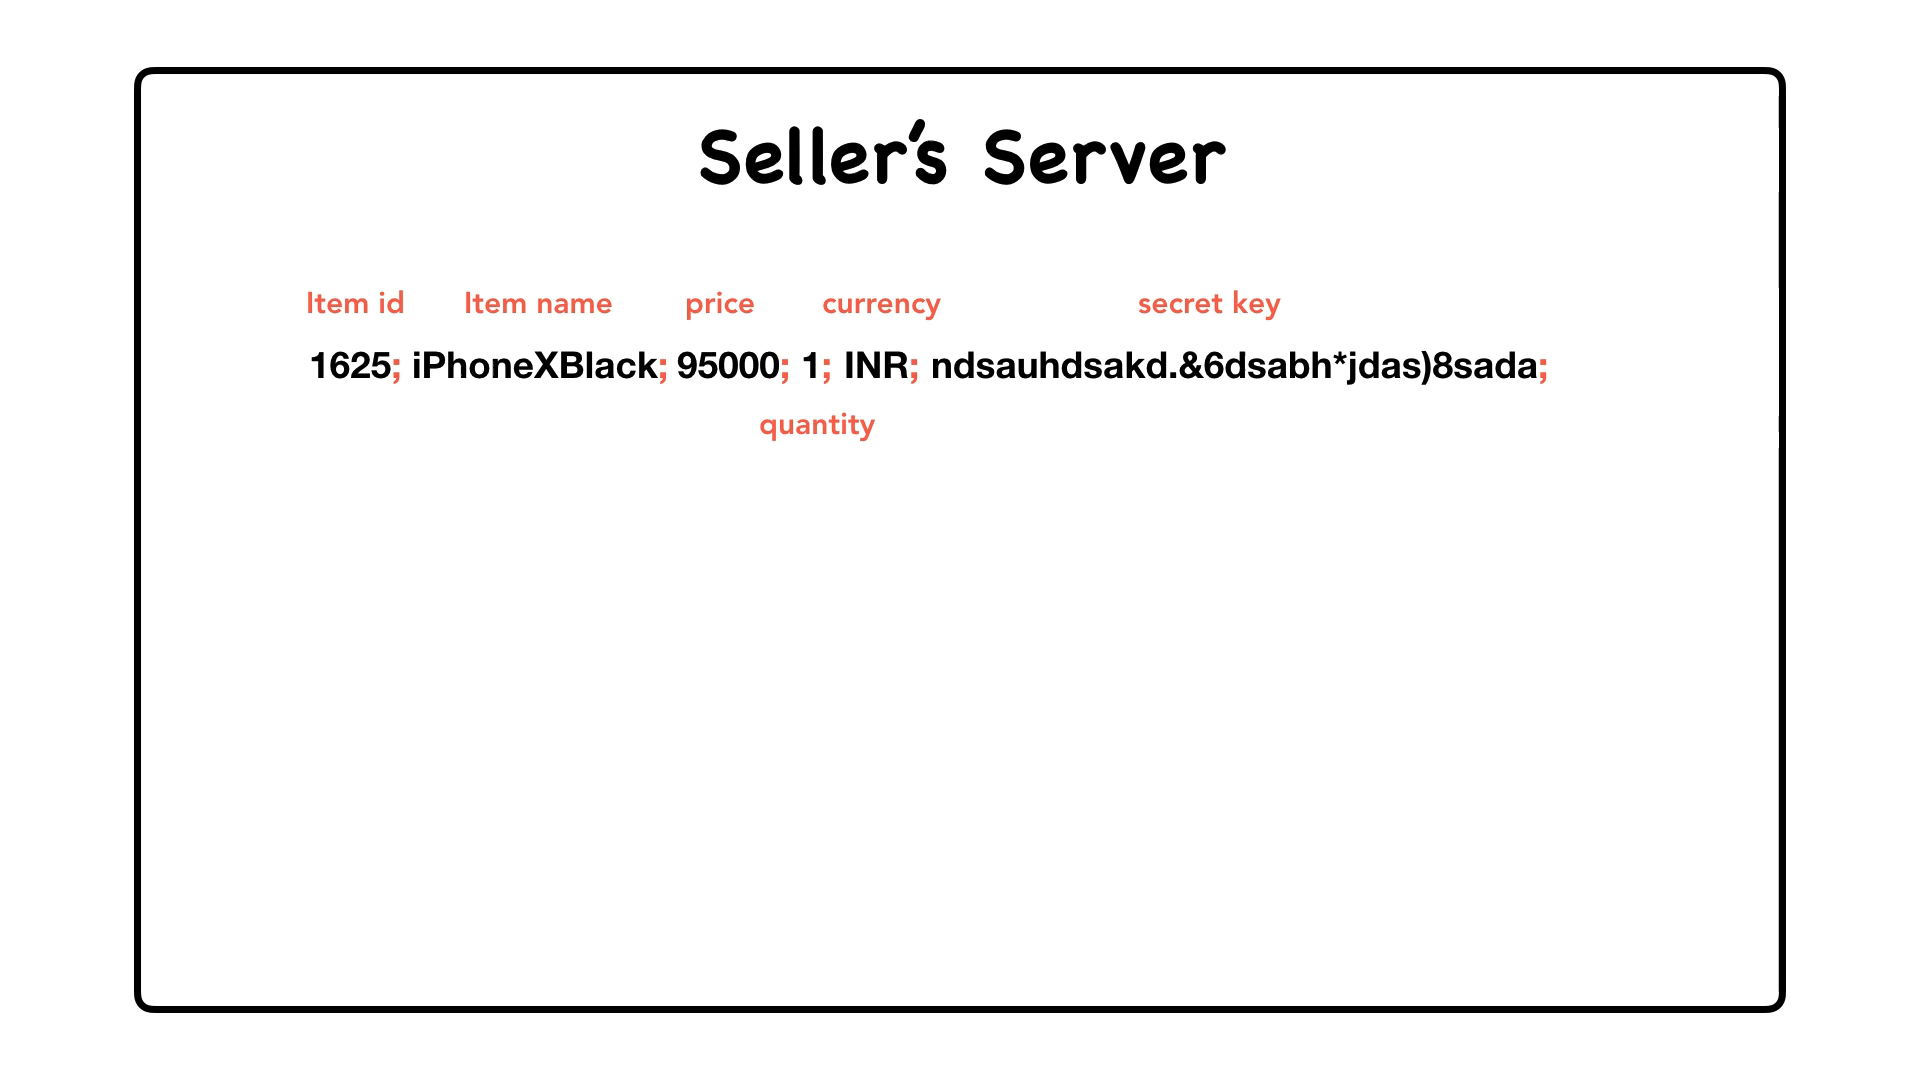 Seller's Server
Item id Item name price currency secret key
1625; iPhoneXBlack; 95000; 1; INR; ndsauhdsakd.&6dsabh*jdas)8sada;
quantity